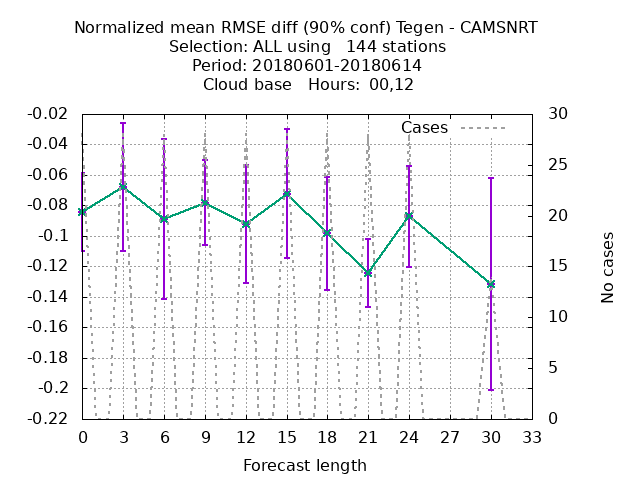 Normalized mean RMSE diff (90% conf) Tegen - CAMSNRT
Selection: ALL using   144 stations
Period: 20180601-20180614
Cloud base   Hours:  00,12
Cases
-0.02
-0.04
-0.06
-0.08
-0.1
-0.12
-0.14
-0.16
-0.18
-0.2
-0.22
30
25
20
15
10
5
0
No cases
0 3 6 9 12 15 18 21 24 27 30 33
Forecast length